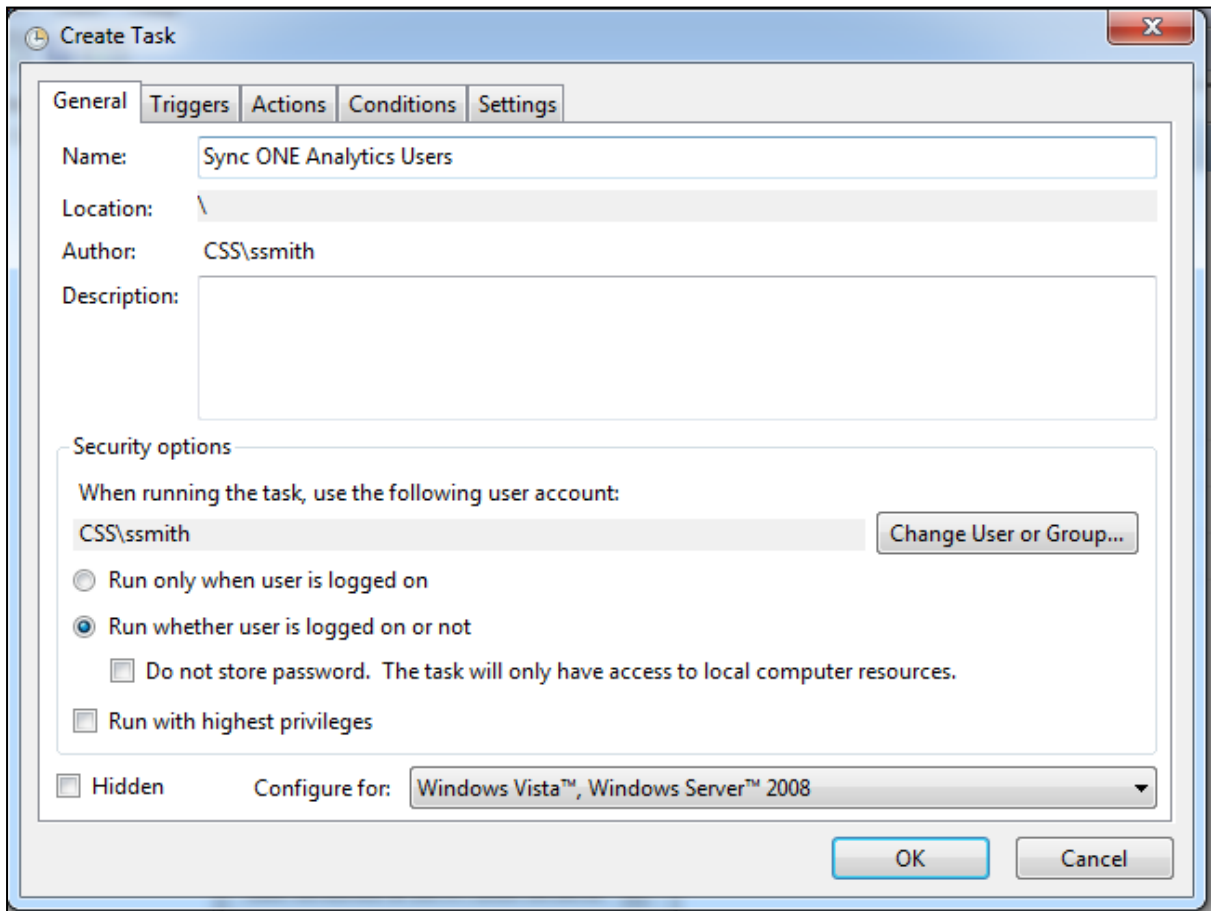 Create Task
General Triggers Actions Conditions Settings
Name: Sync ONE Analytics Users
Location: \
Author: CSS\ssmith
Description:
Security options
When running the task, use the following user account:
CSS\ssmith Change User or Group...
Run only when user is logged on
Run whether user is logged on or not
Do not store password. The task will only have access to local computer resources.
Run with highest privileges
Hidden Configure for: Windows Vista™, Windows Server™ 2008
OK Cancel